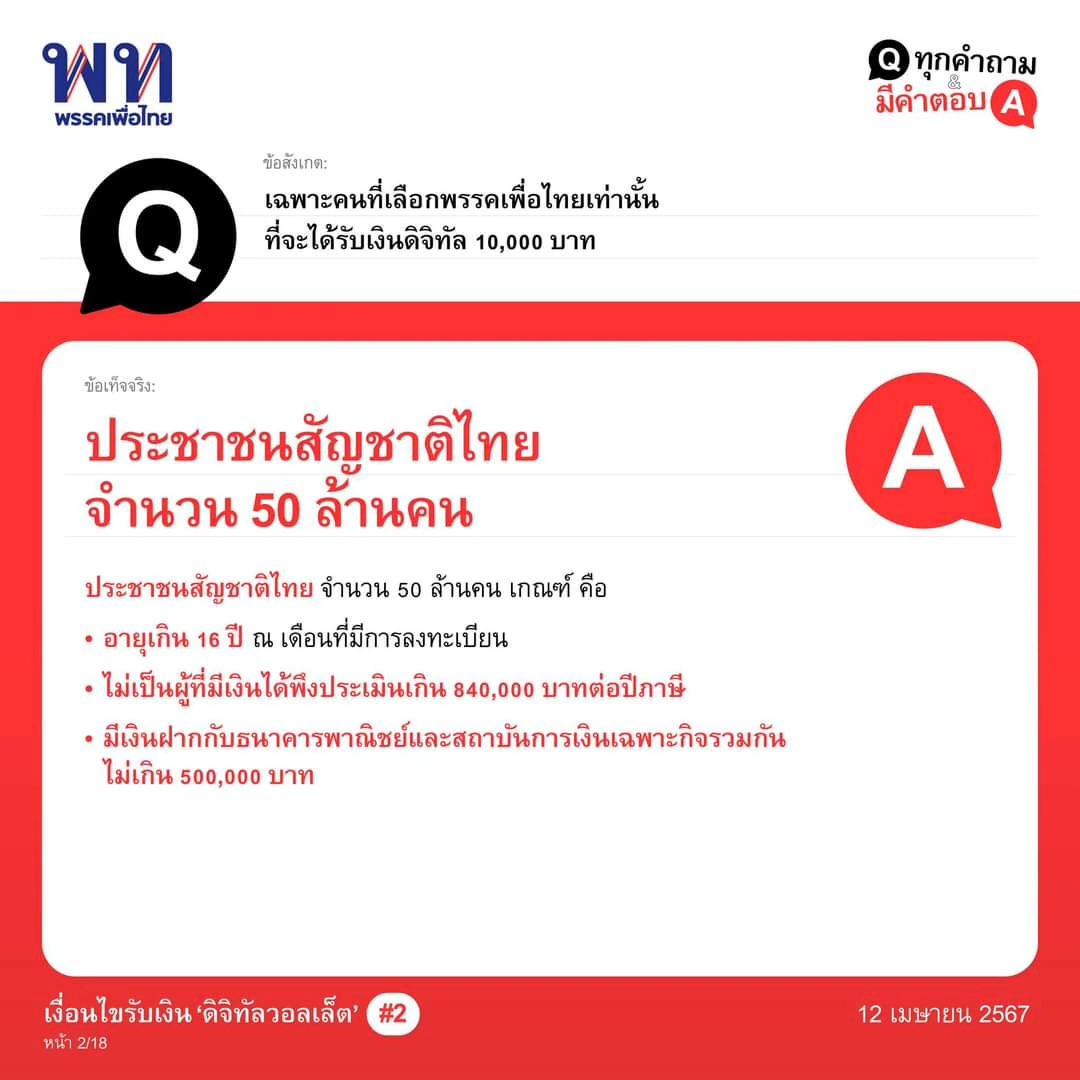 พท
พรรคเพื่อไทย
Q ทุกคำถาม
&
มีคำตอบ A
Q
ข้อสังเกต:
เฉพาะคนที่เลือกพรรคเพื่อไทยเท่านั้น
ที่จะได้รับเงินดิจิทัล 10,000 บาท
ข้อเท็จจริง:
A
ประชาชนสัญชาติไทย
จำนวน 50 ล้านคน
ประชาชนสัญชาติไทย จำนวน 50 ล้านคน เกณฑ์ คือ
• อายุเกิน 16 ปี ณ เดือนที่มีการลงทะเบียน
• ไม่เป็นผู้ที่มีเงินได้พึงประเมินเกิน 840,000 บาทต่อปีภาษี
• มีเงินฝากกับธนาคารพาณิชย์และสถาบันการเงินเฉพาะกิจรวมกัน
ไม่เกิน 500,000 บาท
เงื่อนไขรับเงิน ‘ดิจิทัลวอลเล็ต’ #2
หน้า 2/18
12 เมษายน 2567